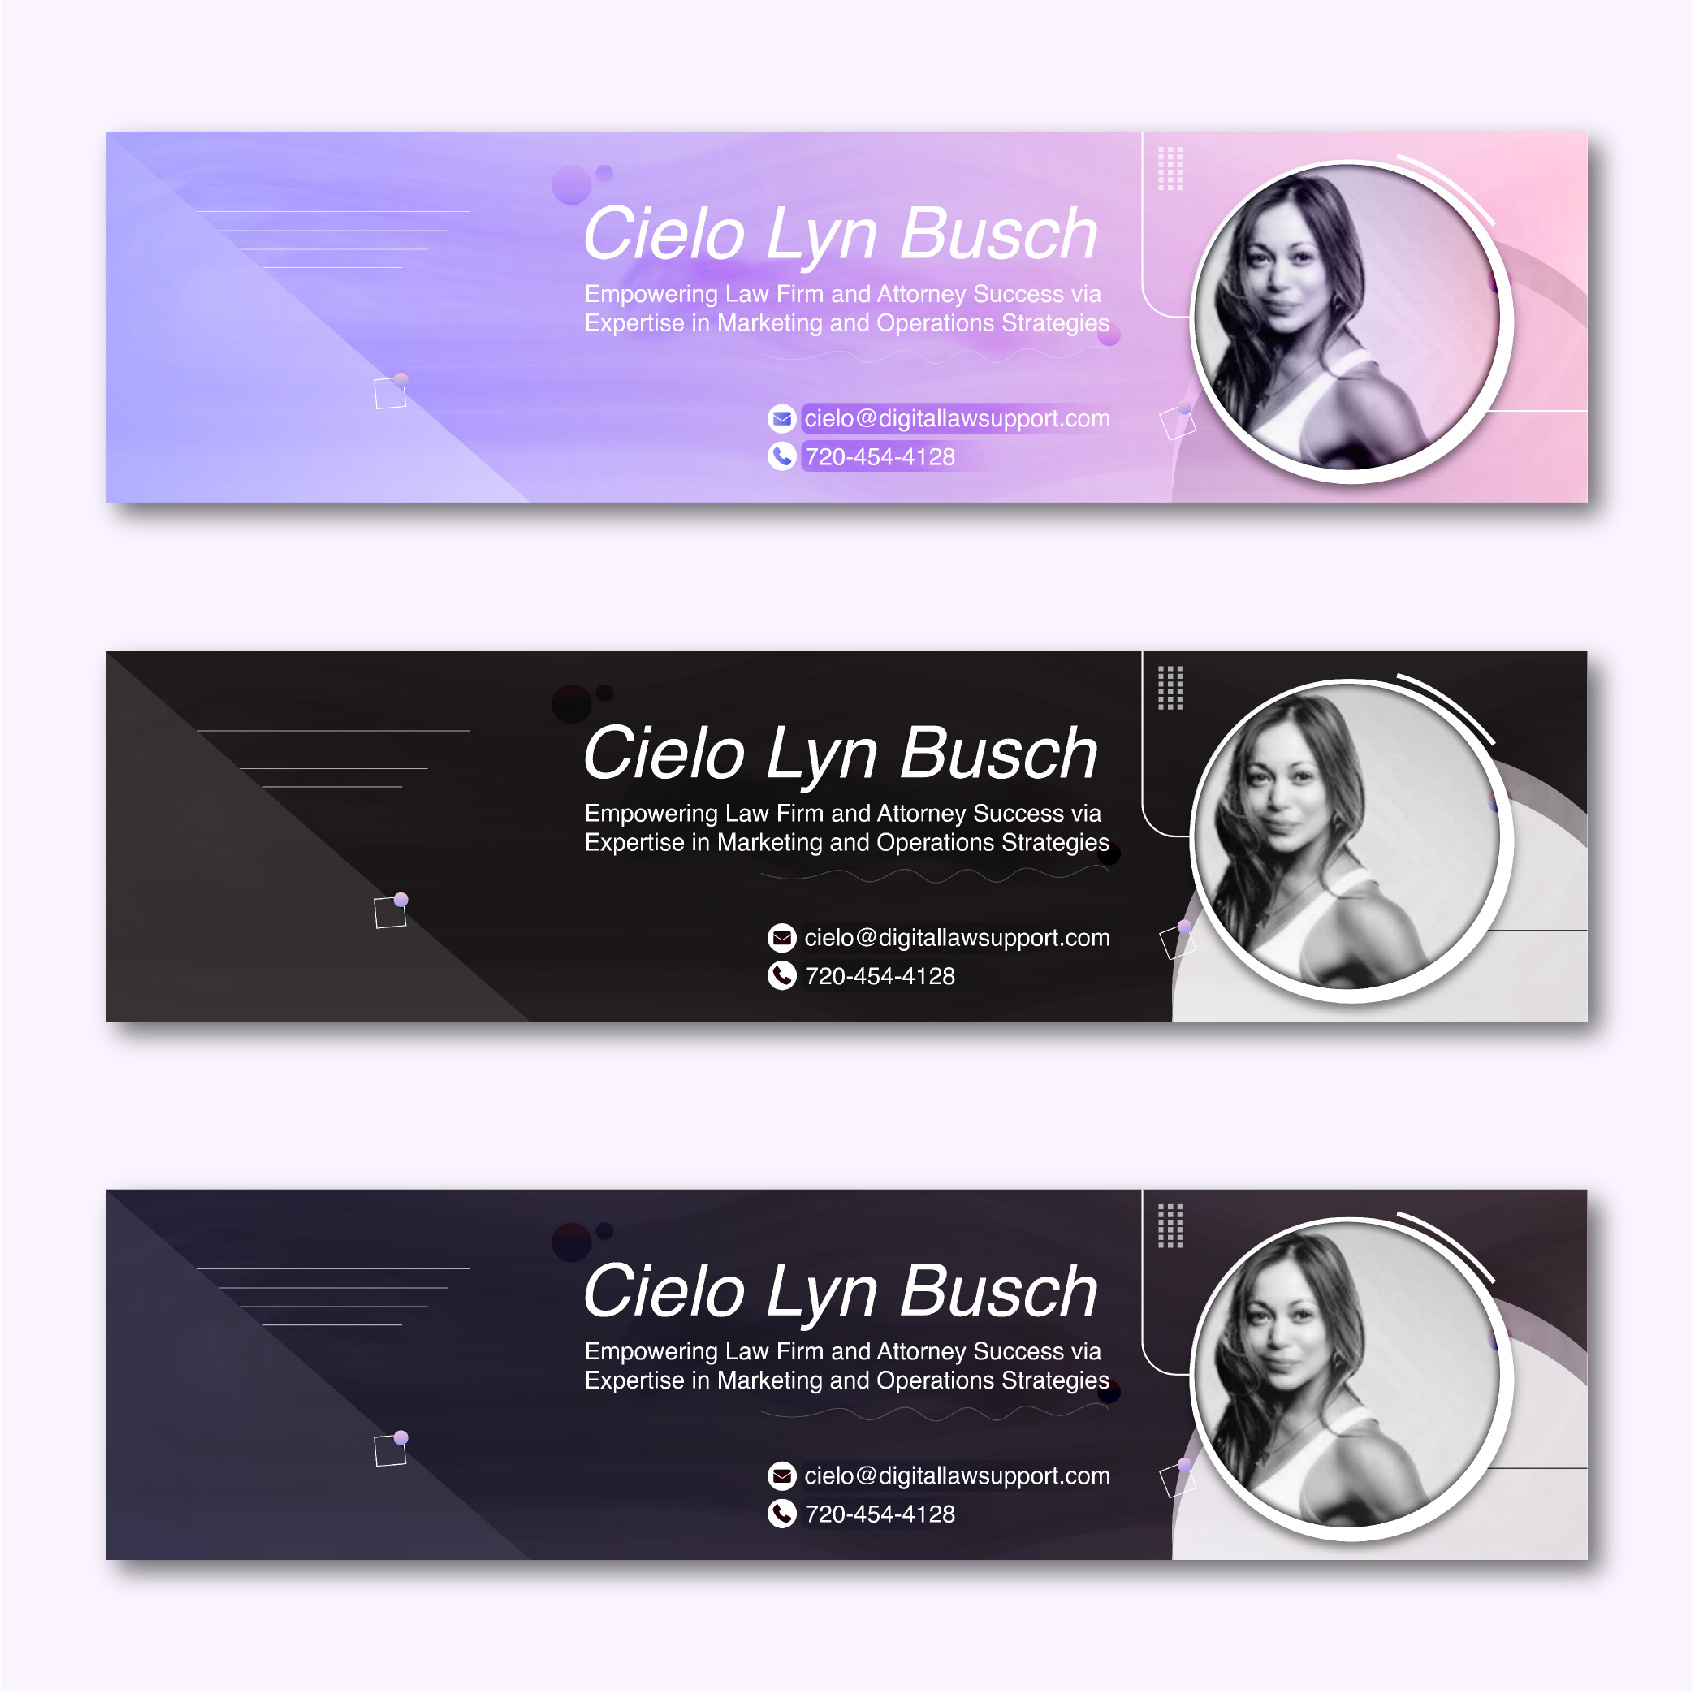 Cielo Lyn Busch
Empowering Law Firm and Attorney Success via
Expertise in Marketing and Operations Strategies
cielo@digitallawsupport.com
720-454-4128
Cielo Lyn Busch
Empowering Law Firm and Attorney Success via
Expertise in Marketing and Operations Strategies
cielo@digitallawsupport.com
720-454-4128
Cielo Lyn Busch
Empowering Law Firm and Attorney Success via
Expertise in Marketing and Operations Strategies
cielo@digitallawsupport.com
720-454-4128